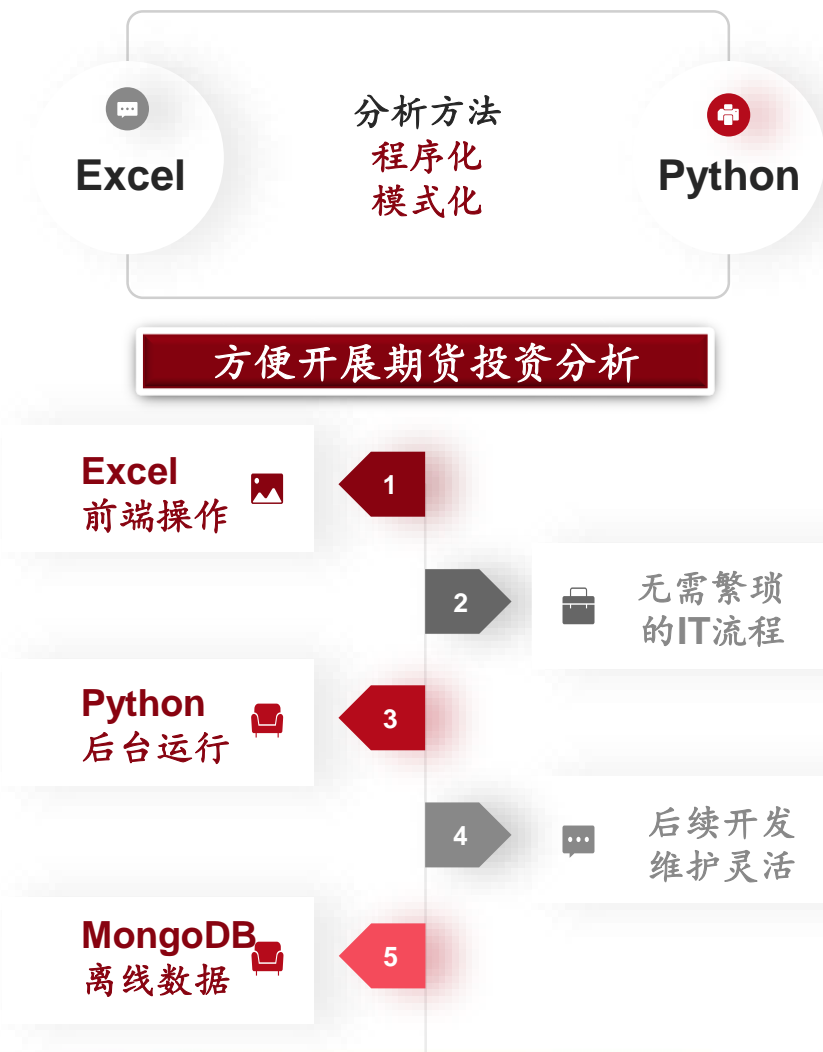 分析方法
程序化
模式化
Excel
Python
方便开展期货投资分析
Excel
前端操作
1
2
无需繁琐
的IT流程
Python
后台运行
3
4
后续开发
维护灵活
MongoDB
离线数据
5